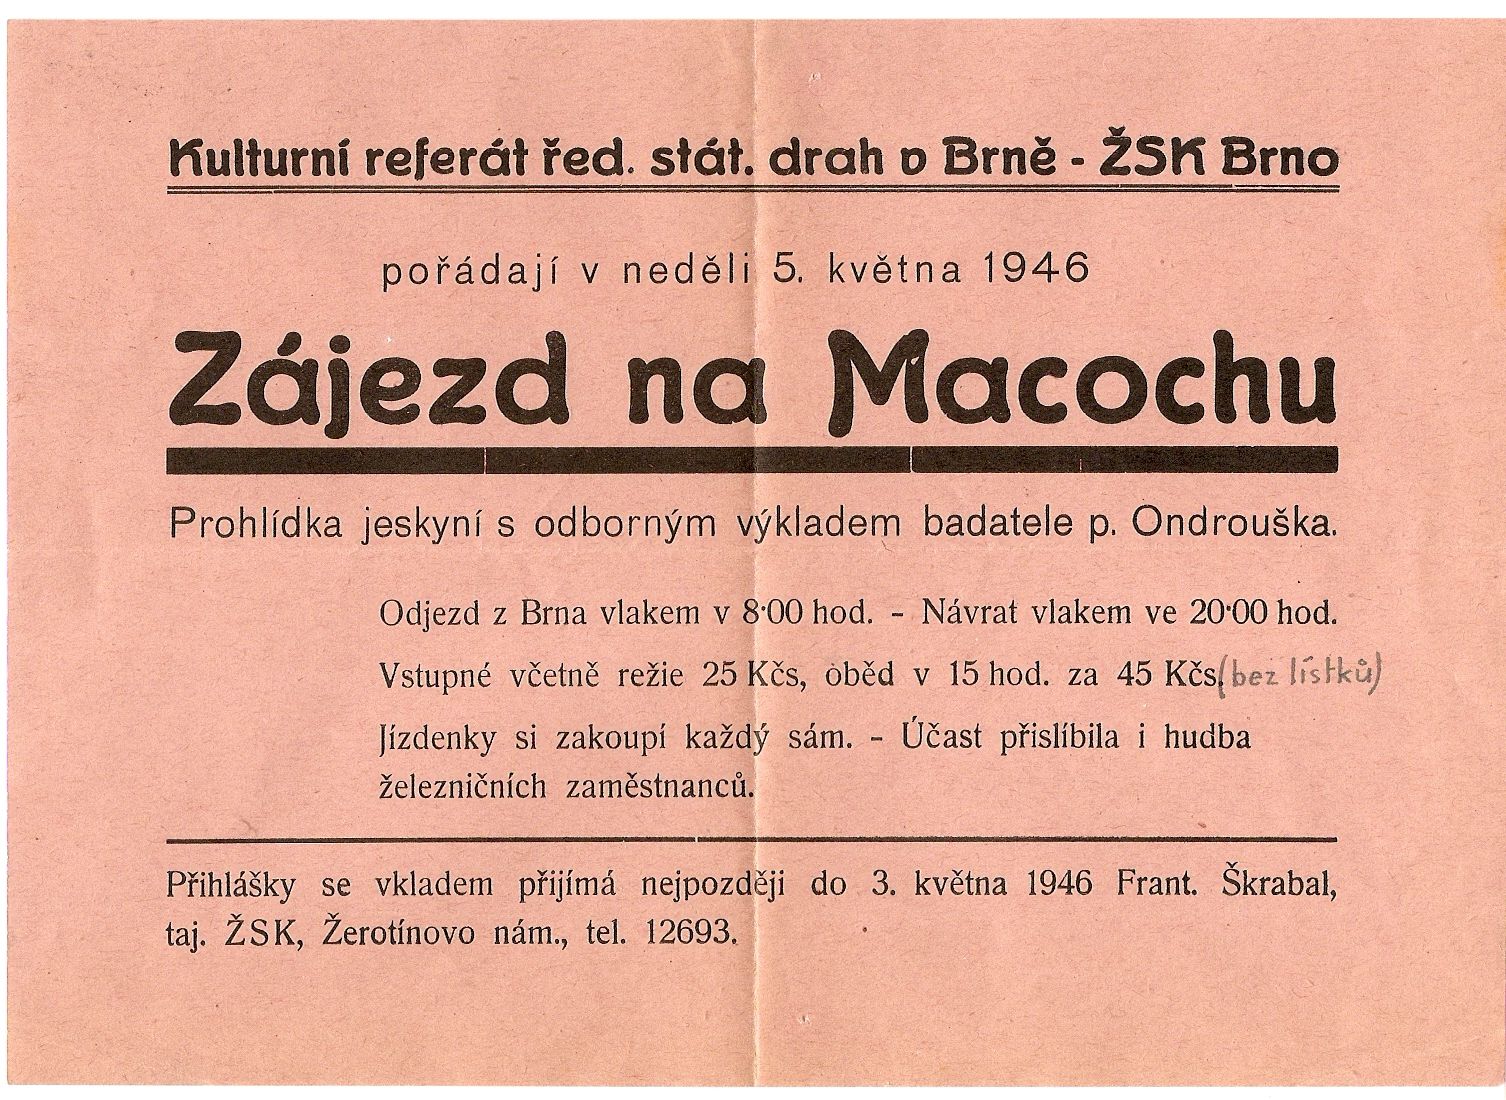 Kulturní referát řed. stát. drah v Brně - ŽSK Brno
pořádají v neděli 5. května 1946
Zájezd na Macochu
Prohlídka jeskyní s odborným výkladem badatele p. Ondrouška.
Odjezd z Brna vlakem v 8·00 hod. - Návrat vlakem ve 20·00 hod.
Vstupné včetně režie 25 Kčs, oběd v 15 hod. za 45 Kčs. (bez lístků)
Jízdenky si zakoupí každý sám. - Účast přislíbila i hudba
železničních zaměstnanců.
Přihlášky se vkladem přijímá nejpozději do 3. května 1946 Frant. Škrabal,
taj. ŽSK, Žerotínovo nám., tel. 12693.